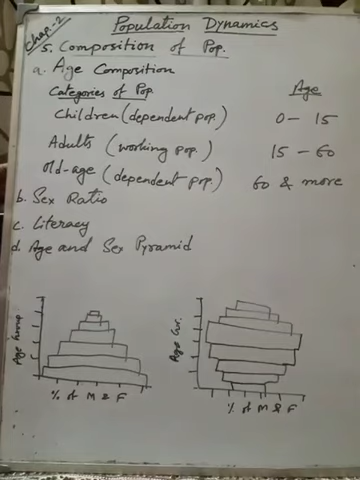 Chap.-2
Population Dynamics
5. Composition of Pop.
a. Age Composition
Categories of Pop. Age
Children (dependent pop.) 0 - 15
Adults (working pop.) 15 - 60
Old-age (dependent pop.) 60 & more
b. Sex Ratio
c. Literacy
d. Age and Sex Pyramid
Age Group.
% of M & F
Age Gr.
% of M & F